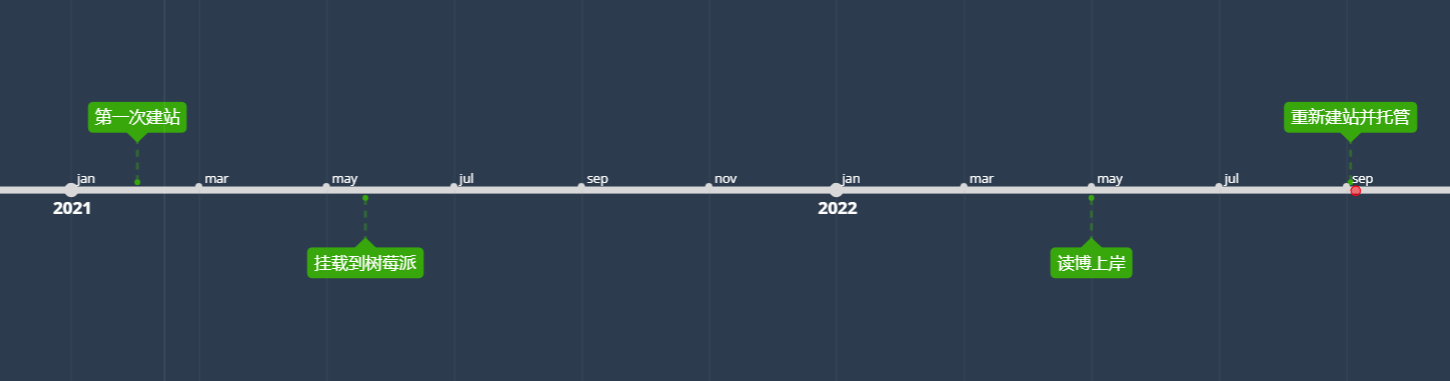 第一次建站
重新建站并托管
jan
mar
may
jul
sep
nov
jan
mar
may
jul
sep
2021
2022
挂载到树莓派
读博上岸